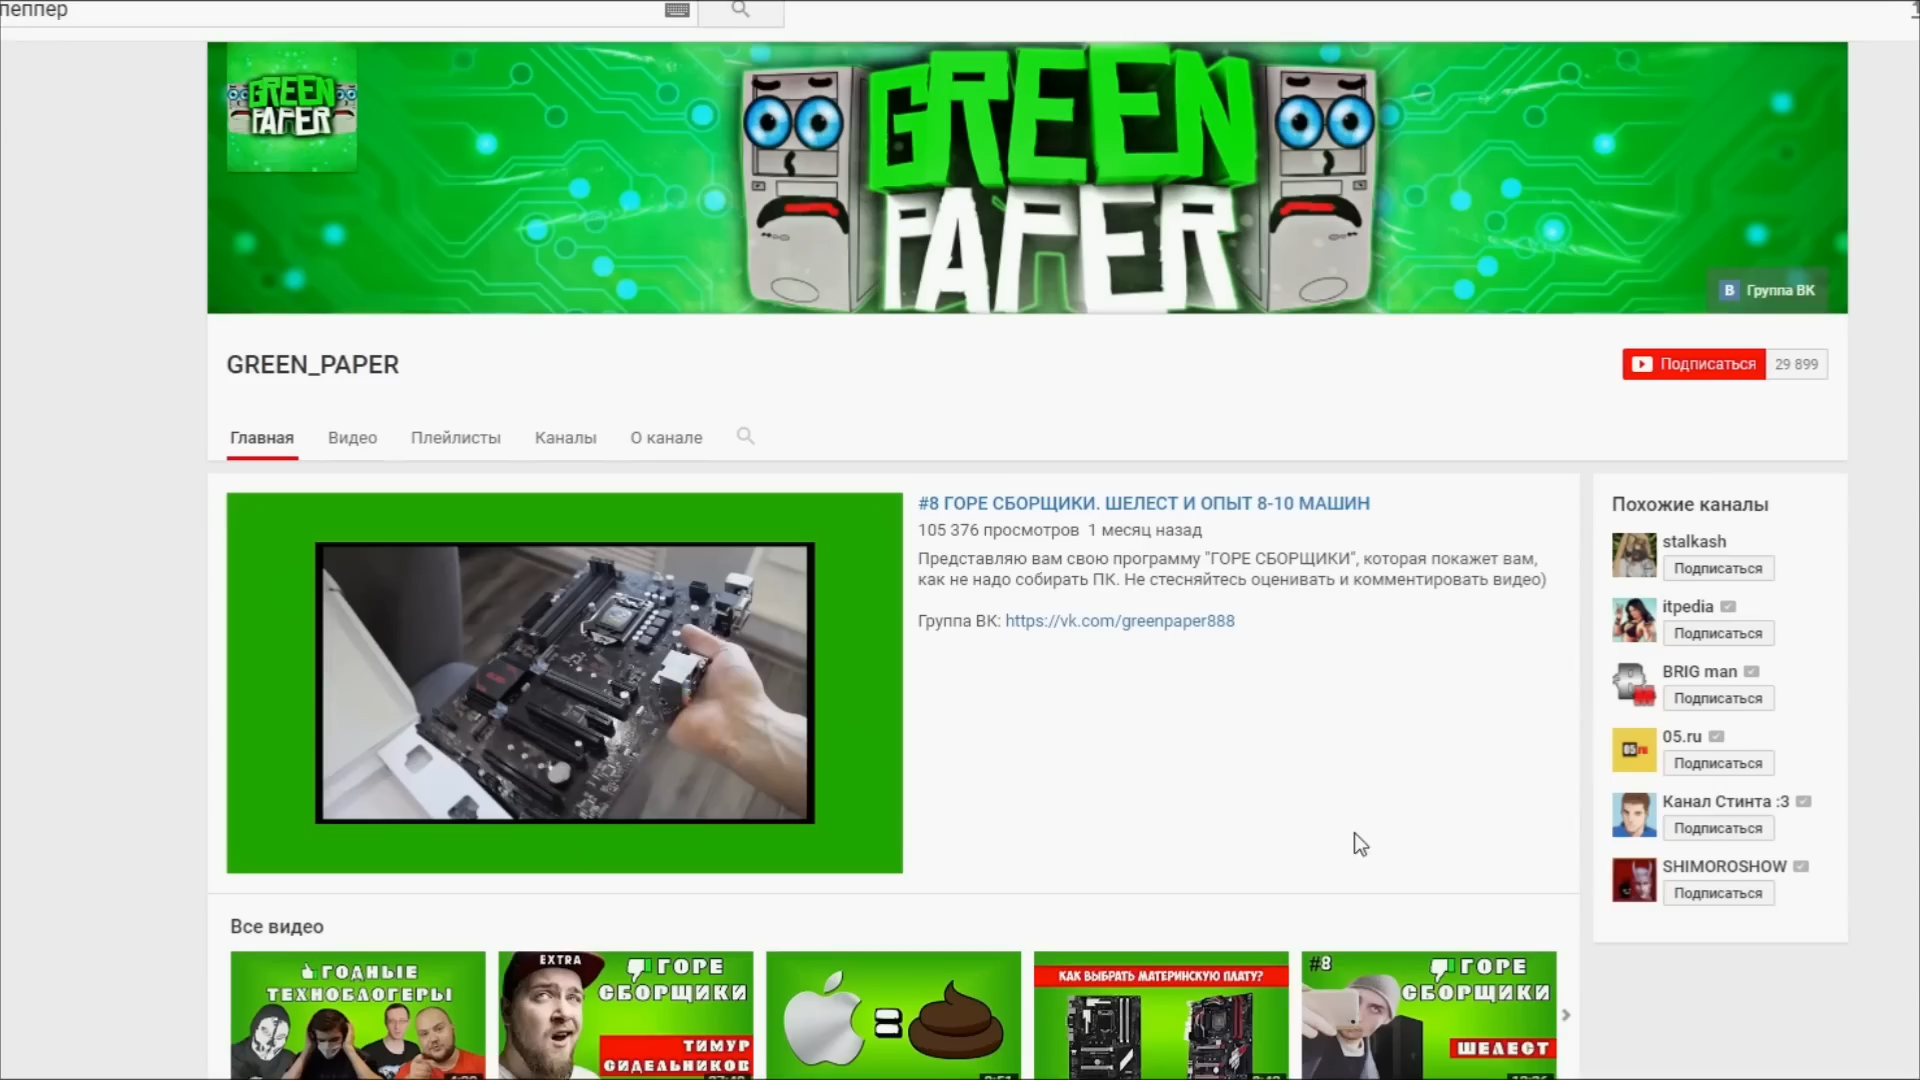 пеппер
GREEN
PAPER
GREEN
PAPER
B Группа ВК
GREEN_PAPER
Подписаться 29 899
Главная Видео Плейлисты Каналы О канале
#8 ГОРЕ СБОРЩИКИ. ШЕЛЕСТ И ОПЫТ 8-10 МАШИН
105 376 просмотров 1 месяц назад
Представляю вам свою программу "ГОРЕ СБОРЩИКИ", которая покажет вам,
как не надо собирать ПК. Не стесняйтесь оценивать и комментировать видео)
Группа ВК: https://vk.com/greenpaper888
Похожие каналы
stalkash
Подписаться
itpedia
Подписаться
BRIG man
Подписаться
05.ru
05 ru
Подписаться
Канал Стинта :3
Подписаться
SHIMOROSHOW
Подписаться
Все видео
ГОДНЫЕ
ТЕХНОБЛОГЕРЫ
EXTRA
ГОРЕ
СБОРЩИКИ
ТИМУР
СИДЕЛЬНИКОВ
=
КАК ВЫБРАТЬ МАТЕРИНСКУЮ ПЛАТУ?
#8
ГОРЕ
СБОРЩИКИ
ШЕЛЕСТ